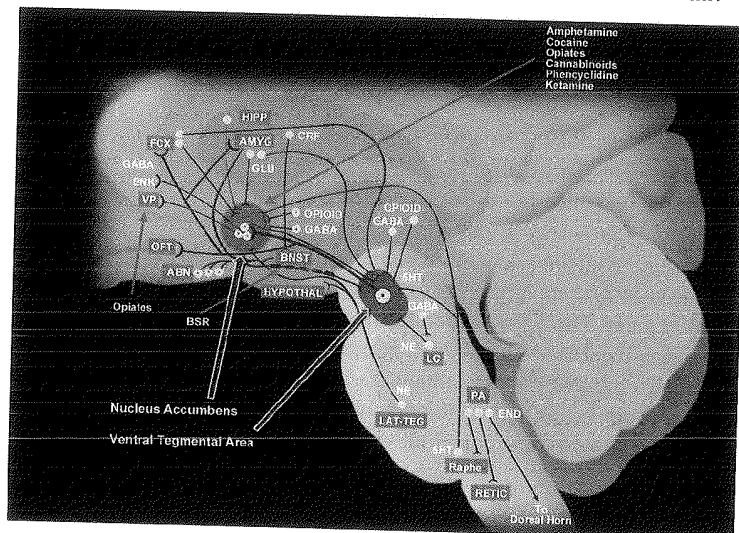 Amphetamine
Cocaine
Opiates
Cannabinoids
Phencyclidine
Ketamine
HIPP
FCX
AMYG
CRF
GABA
GLU
ENK
VP
OPIOID
OPIOID
GABA
GABA
OFT
BNST
5HT
ABN
HYPOTHAL
GABA
Opiates
BSR
NE
LC
NE
PA
Nucleus Accumbens
END
LAT-TEG
Ventral Tegmental Area
5HT
Raphe
RETIC
To
Dorsal Horn